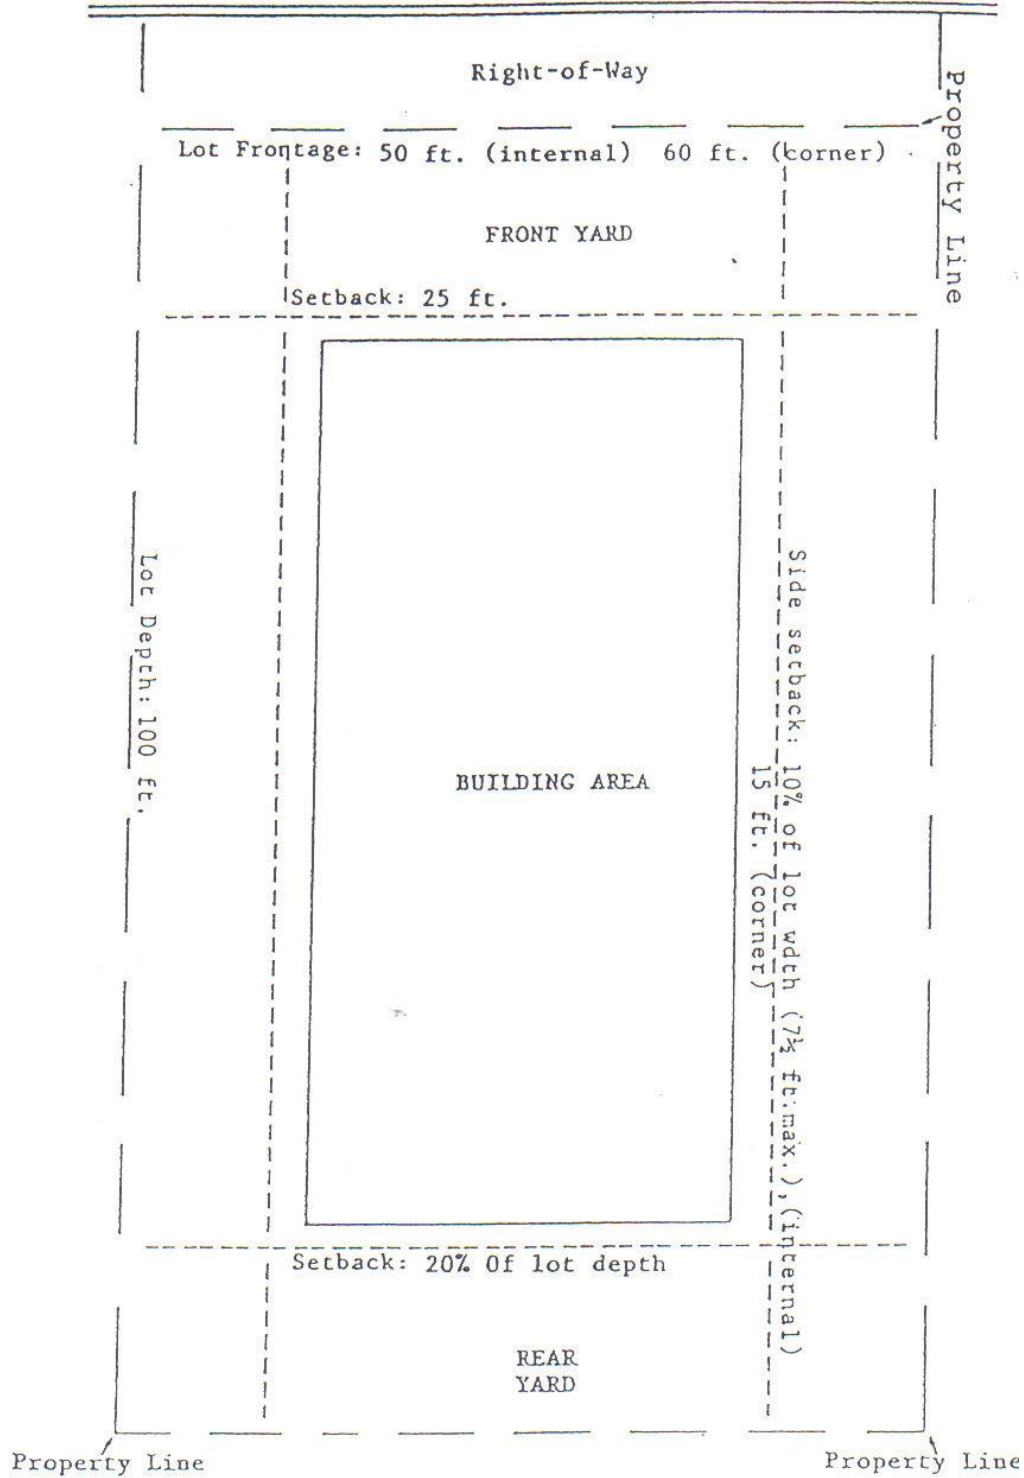 Right-of-Way
Property Line
Lot Frontage: 50 ft. (internal) 60 ft. (corner)
FRONT YARD
Setback: 25 ft.
Lot Depth: 100 ft.
Side setback: 10% of lot wdth (7½ ft.max.),(internal)
15 ft. (corner)
BUILDING AREA
Setback: 20% Of lot depth
REAR
YARD
Property Line
Property Line